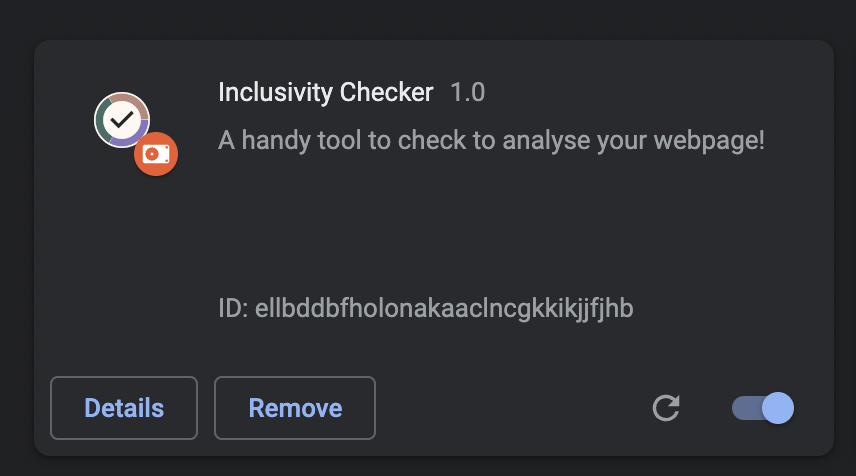 Inclusivity Checker 1.0
A handy tool to check to analyse your webpage!
ID: ellbddbfholonakaaclncgkkikjjfjhb
Details Remove